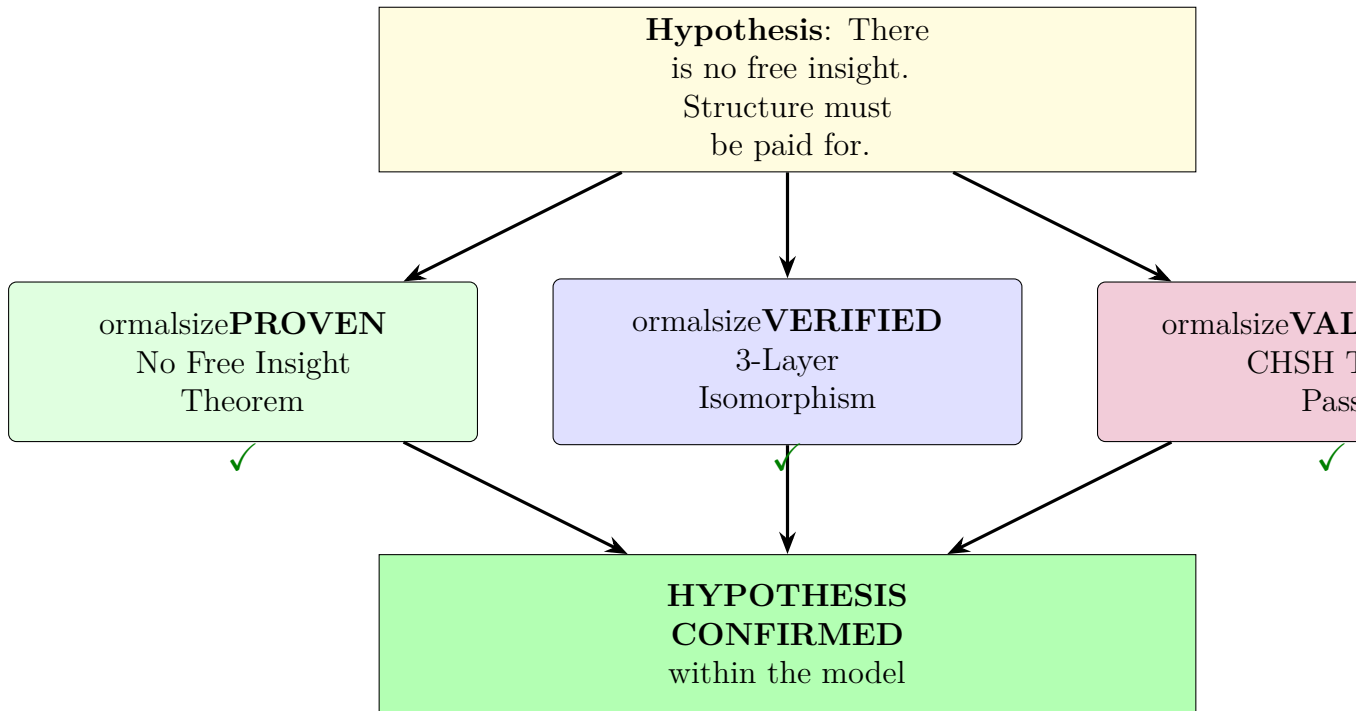 Hypothesis: There
is no free insight.
Structure must
be paid for.
ormalsizePROVEN
No Free Insight
Theorem
✓
ormalsizeVERIFIED
3-Layer
Isomorphism
✓
ormalsizeVAL
CHSH T
Pass
✓
HYPOTHESIS
CONFIRMED
within the model